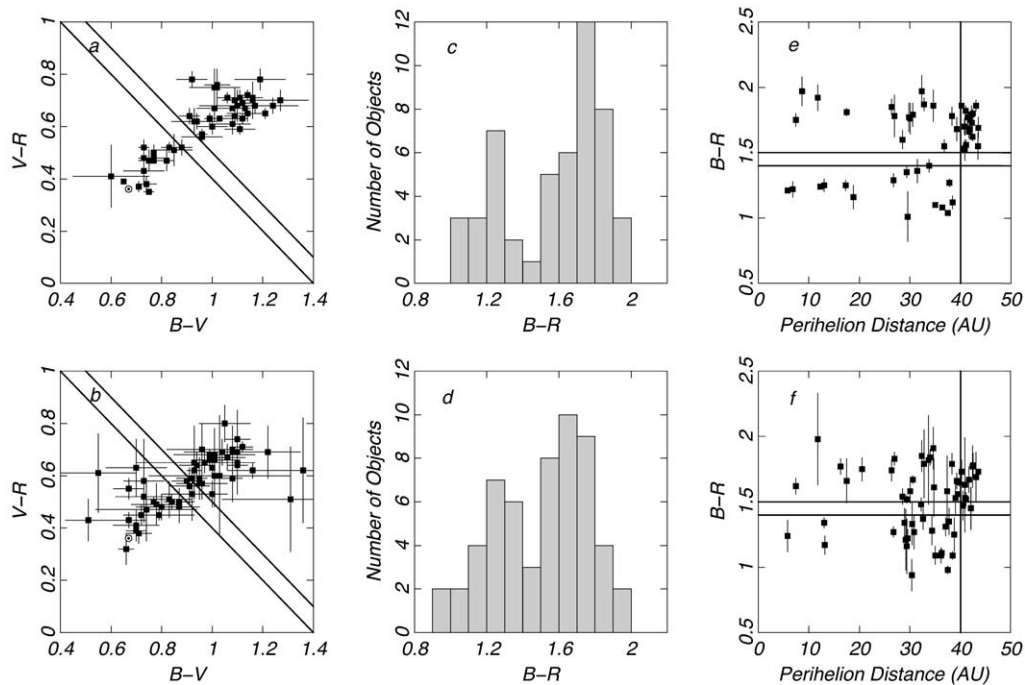 a
V–R
0 0.2 0.4 0.6 0.8 1
0.4 0.6 0.8 1 1.2 1.4
B–V
c
Number of Objects
0 2 4 6 8 10 12
1.2 1.6 2
B–R
e
B–R
0.5 1 1.5 2 2.5
0 10 20 30 40 50
Perihelion Distance (AU)
b
V–R
0 0.2 0.4 0.6 0.8 1
0.4 0.6 0.8 1 1.2 1.4
B–V
d
Number of Objects
0 2 4 6 8 10 12
1.2 1.6 2
B–R
f
B–R
0.5 1 1.5 2 2.5
0 10 20 30 40 50
Perihelion Distance (AU)